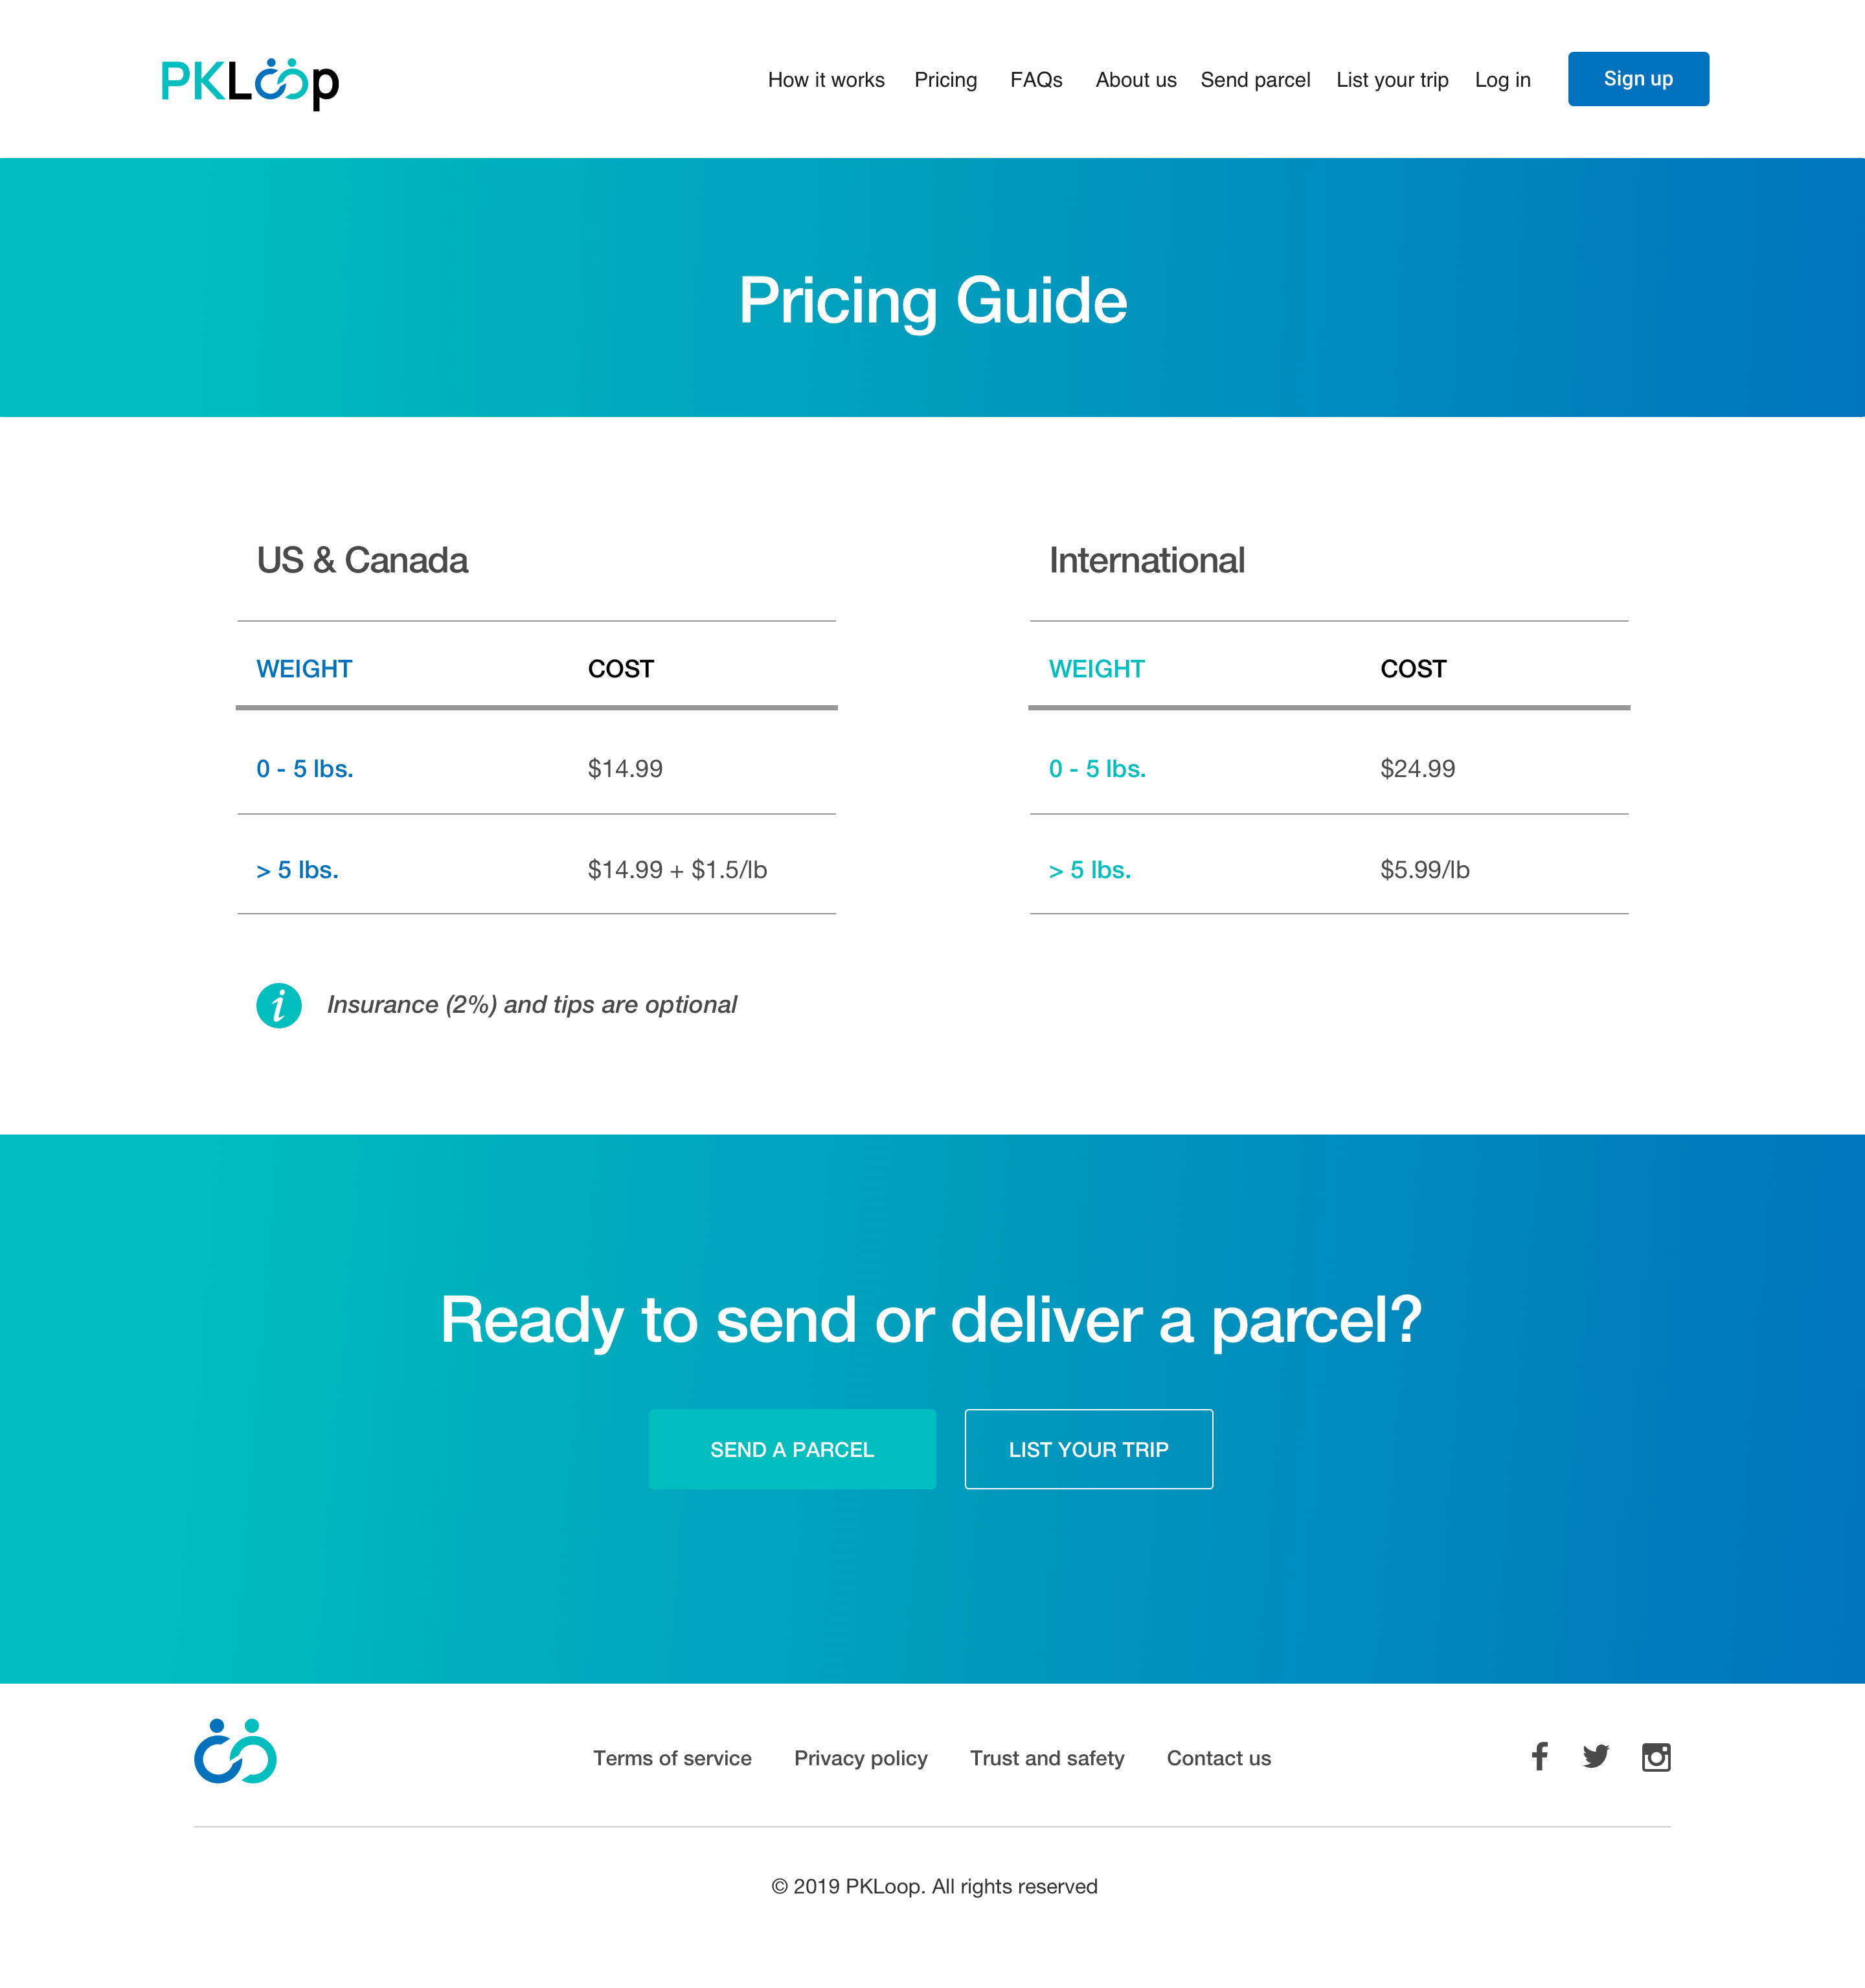 PKLoop
How it works Pricing FAQs About us Send parcel List your trip Log in Sign up
Pricing Guide
US & Canada
WEIGHT COST
0 - 5 lbs. $14.99
> 5 lbs. $14.99 + $1.5/lb
International
WEIGHT COST
0 - 5 lbs. $24.99
> 5 lbs. $5.99/lb
i Insurance (2%) and tips are optional
Ready to send or deliver a parcel?
SEND A PARCEL LIST YOUR TRIP
Terms of service Privacy policy Trust and safety Contact us
© 2019 PKLoop. All rights reserved